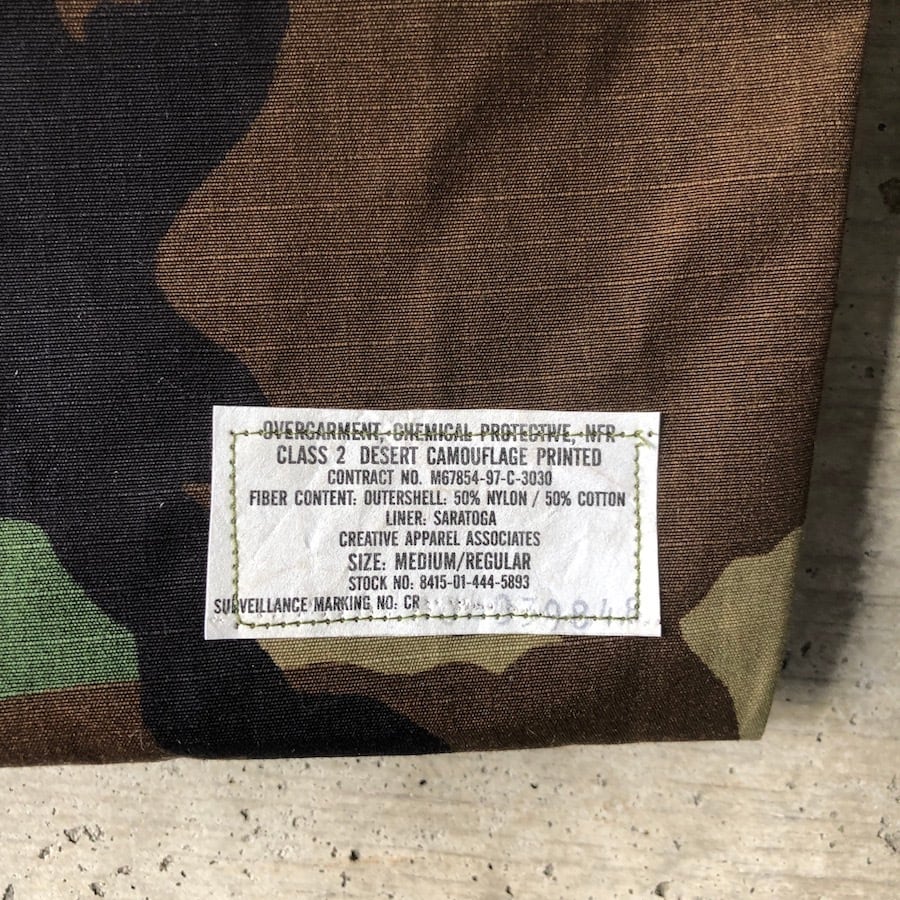 OVERGARMENT, CHEMICAL PROTECTIVE, NFR
CLASS 2 DESERT CAMOUFLAGE PRINTED
CONTRACT NO. M67854-97-C-3030
FIBER CONTENT: OUTERSHELL: 50% NYLON / 50% COTTON
LINER: SARATOGA
CREATIVE APPAREL ASSOCIATES
SIZE: MEDIUM/REGULAR
STOCK NO: 8415-01-444-5893
SURVEILLANCE MARKING NO: CR